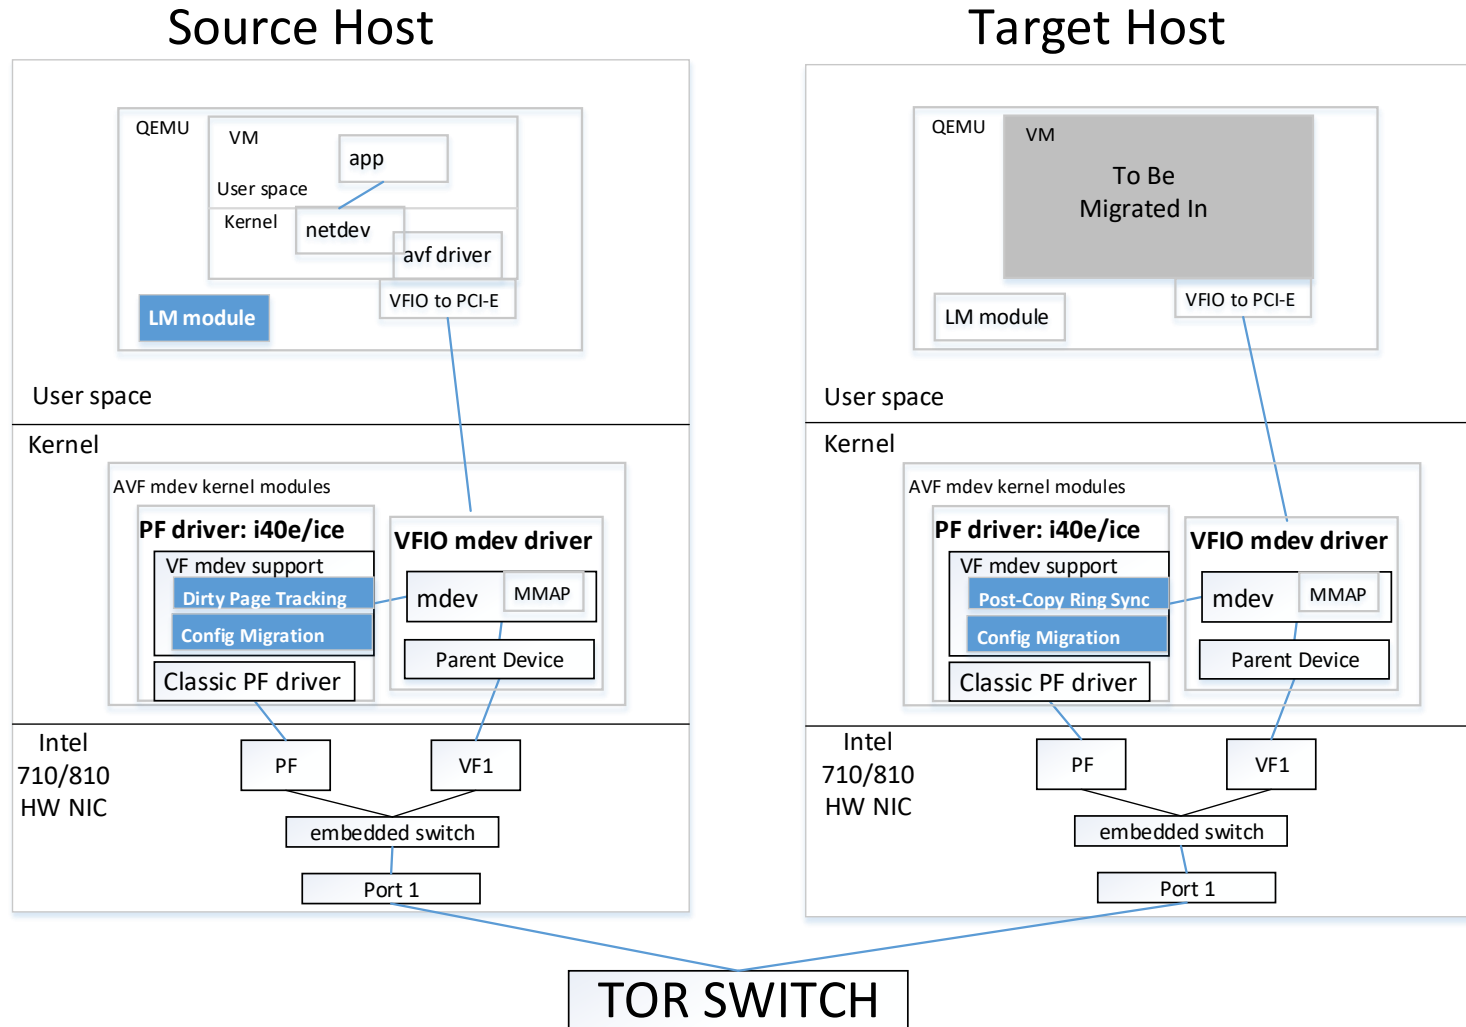 Source Host
QEMU
VM
app
User space
Kernel
netdev
avf driver
VFIO to PCI-E
LM module
User space
Kernel
AVF mdev kernel modules
PF driver: i40e/ice
VF mdev support
Dirty Page Tracking
Config Migration
Classic PF driver
VFIO mdev driver
mdev
MMAP
Parent Device
Intel
710/810
HW NIC
PF
VF1
embedded switch
Port 1
Target Host
QEMU
VM
To Be
Migrated In
VFIO to PCI-E
LM module
User space
Kernel
AVF mdev kernel modules
PF driver: i40e/ice
VF mdev support
Post-Copy Ring Sync
Config Migration
Classic PF driver
VFIO mdev driver
mdev
MMAP
Parent Device
Intel
710/810
HW NIC
PF
VF1
embedded switch
Port 1
TOR SWITCH